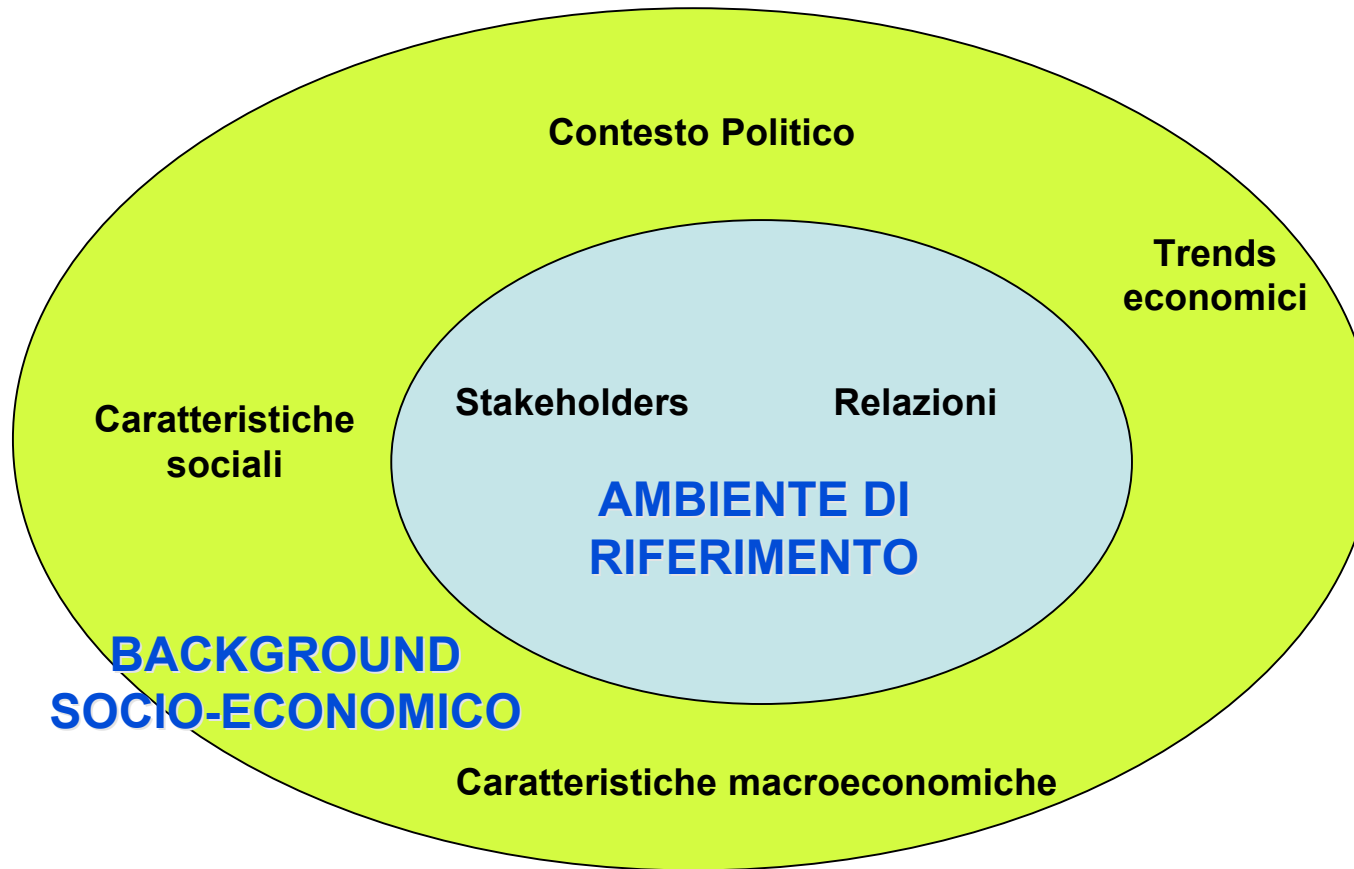 Contesto Politico
Trends
economici
Stakeholders
Relazioni
Caratteristiche
sociali
AMBIENTE DI
RIFERIMENTO
BACKGROUND
SOCIO-ECONOMICO
Caratteristiche macroeconomiche